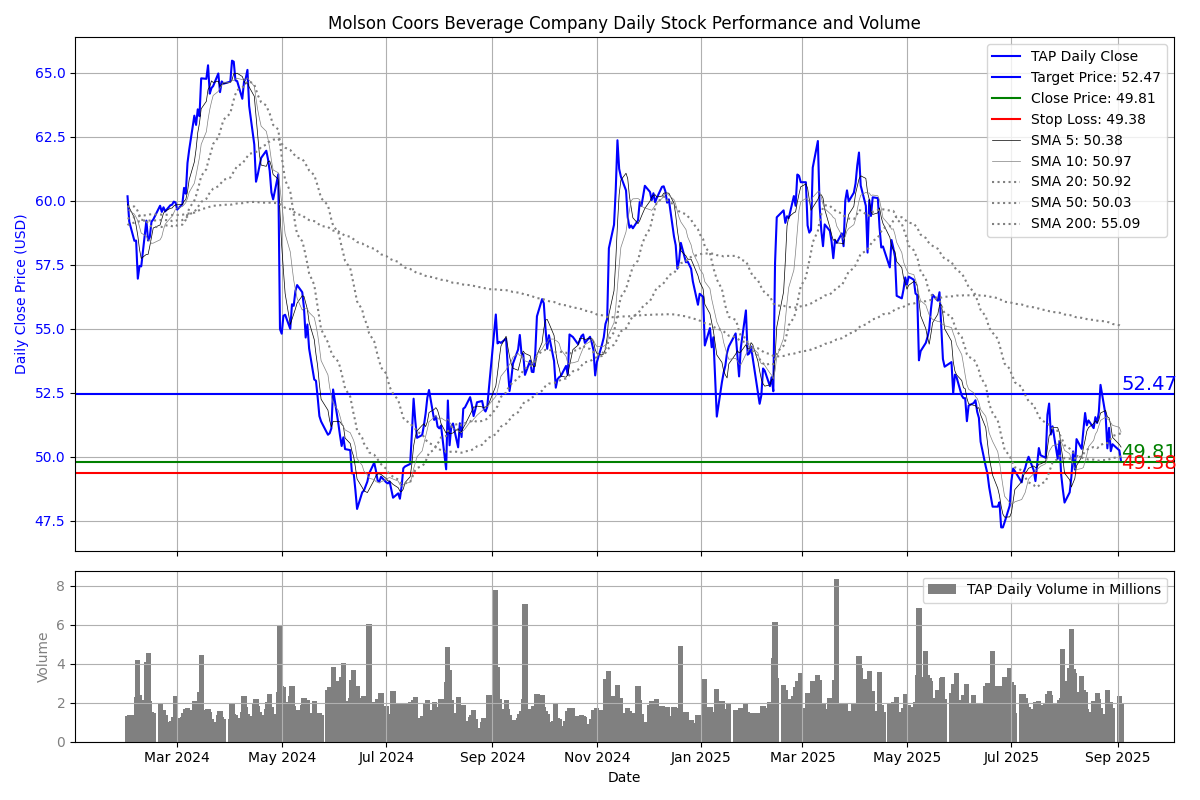 Molson Coors Beverage Company Daily Stock Performance and Volume
Daily Close Price (USD)
65.0
62.5
60.0
57.5
55.0
52.5
50.0
47.5
TAP Daily Close
Target Price: 52.47
Close Price: 49.81
Stop Loss: 49.38
SMA 5: 50.38
SMA 10: 50.97
SMA 20: 50.92
SMA 50: 50.03
SMA 200: 55.09
52.47
49.81
49.38
Volume
8
6
4
2
0
TAP Daily Volume in Millions
Mar 2024 May 2024 Jul 2024 Sep 2024 Nov 2024 Jan 2025 Mar 2025 May 2025 Jul 2025 Sep 2025
Date